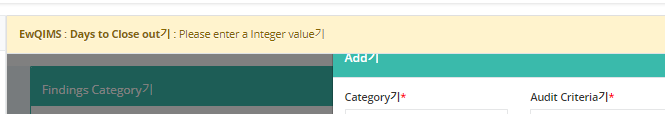 EwQIMS : Days to Close out기 : Please enter a Integer value기
Add기
Findings Category기
Category기* Audit Criteria기*